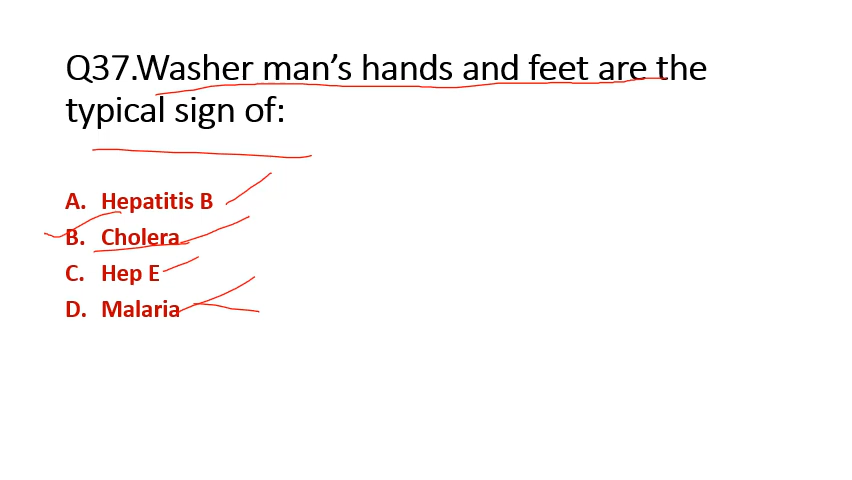 Q37.Washer man’s hands and feet are the
typical sign of:
A. Hepatitis B
B. Cholera
C. Hep E
D. Malaria